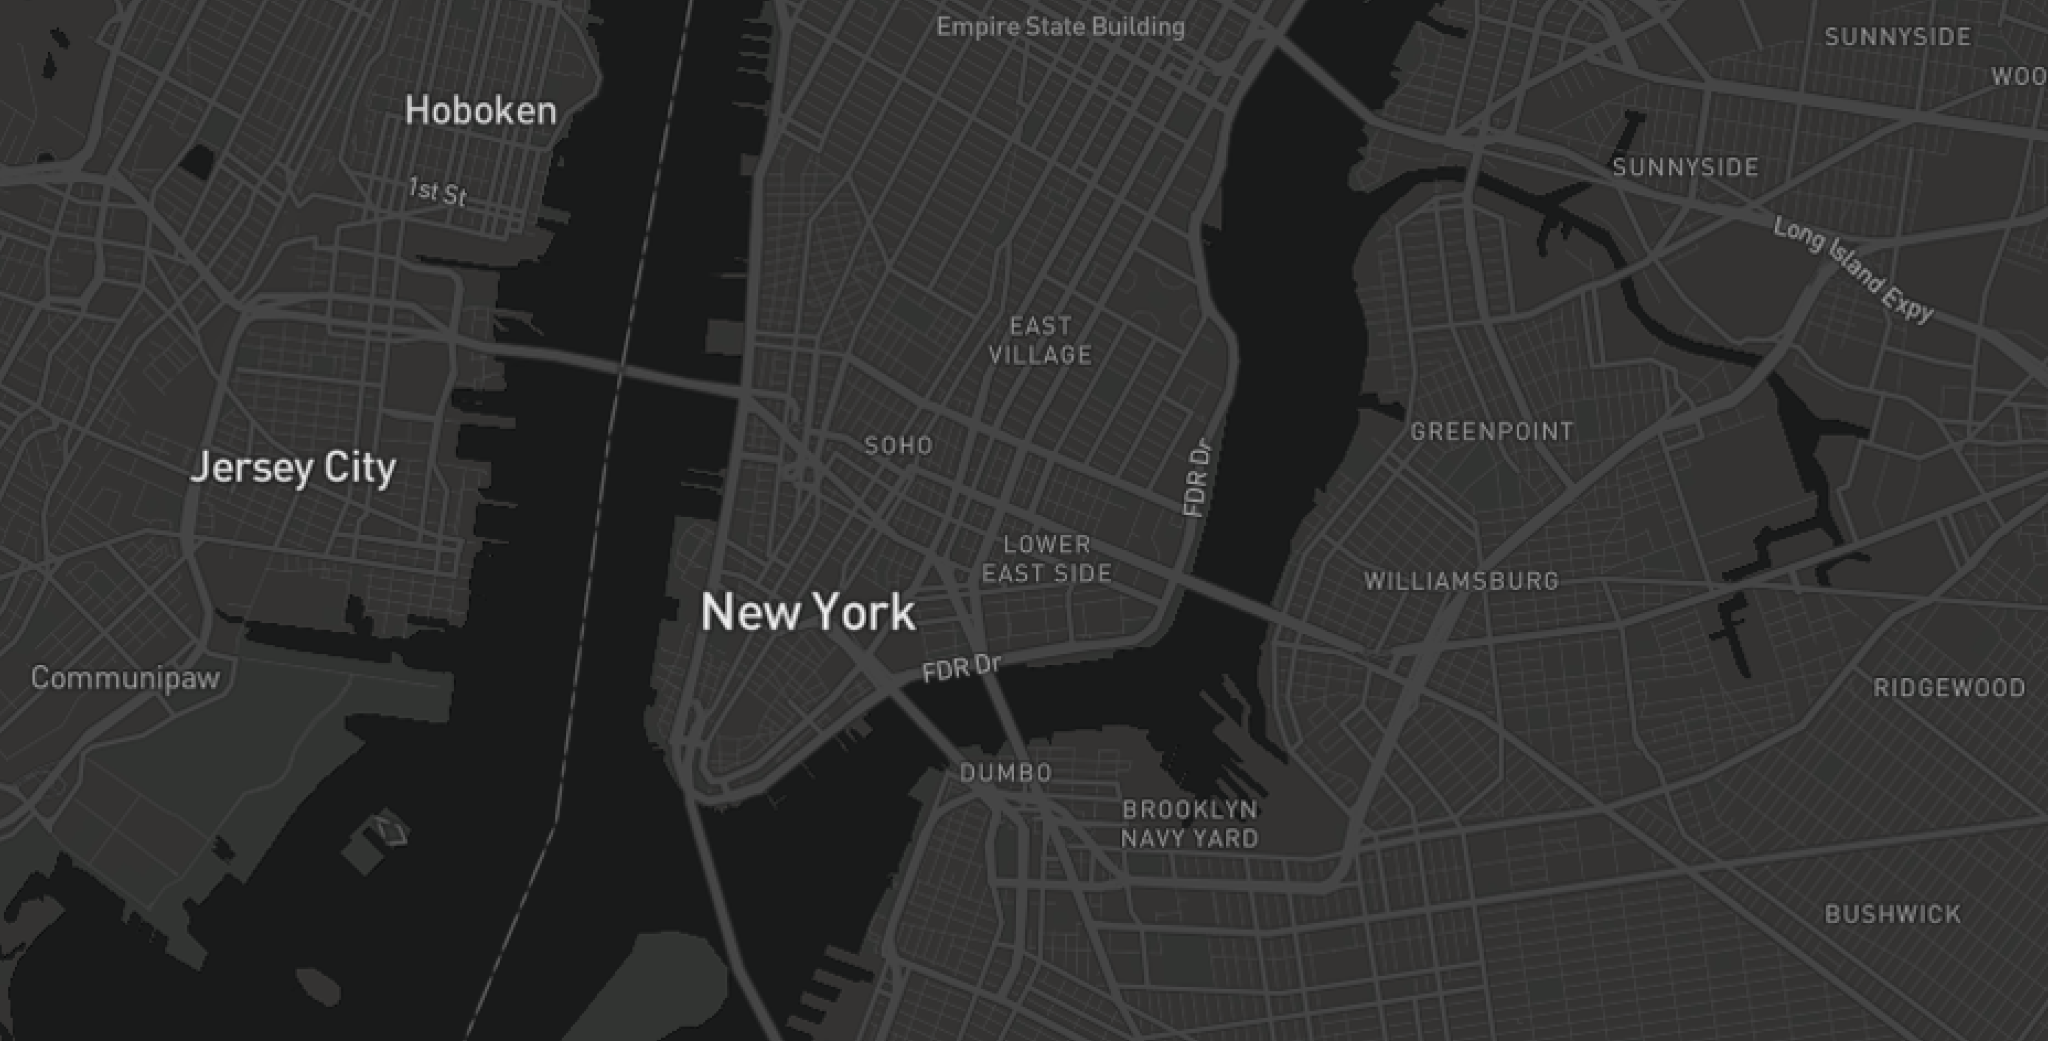 Empire State Building
SUNNYSIDE
WOO
Hoboken
SUNNYSIDE
1st St
Long Island Expy
EAST
VILLAGE
GREENPOINT
SOHO
Jersey City
FDR Dr
LOWER
EAST SIDE
WILLIAMSBURG
New York
FDR Dr
Communipaw
RIDGEWOOD
DUMBO
BROOKLYN
NAVY YARD
BUSHWICK